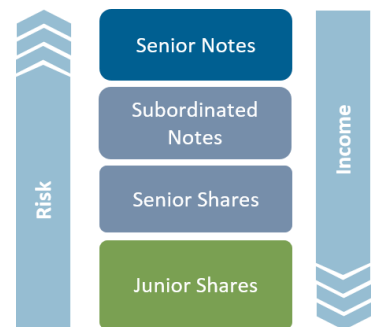 Senior Notes
Subordinated
Notes
Senior Shares
Junior Shares
Risk
Income